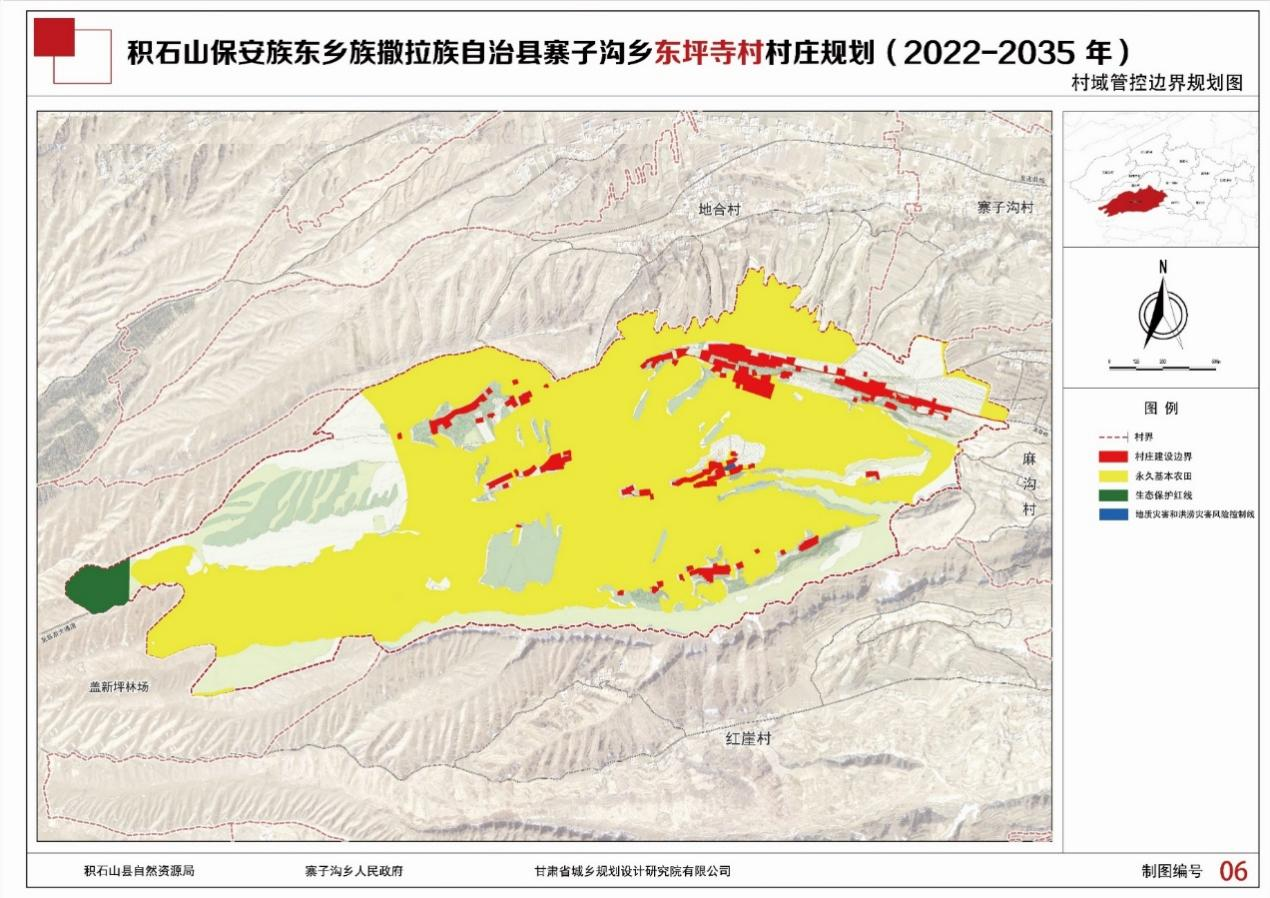 积石山保安族东乡族撒拉族自治县寨子沟乡东坪寺村村庄规划（2022-2035 年）
村域管控边界规划图
地合村
寨子沟村
麻沟村
盖新坪林场
红崖村
N
图 例
村界
村庄建设边界
永久基本农田
生态保护红线
地质灾害和洪涝灾害风险控制线
积石山县自然资源局
寨子沟乡人民政府
甘肃省城乡规划设计研究院有限公司
制图编号 06